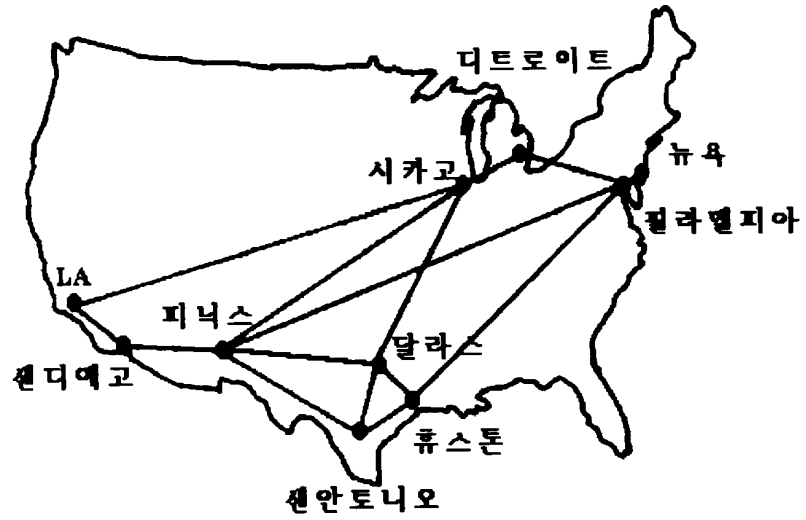 디트로이트
시카고
뉴욕
필라델피아
LA
피닉스
달라스
샌디에고
휴스톤
샌안토니오